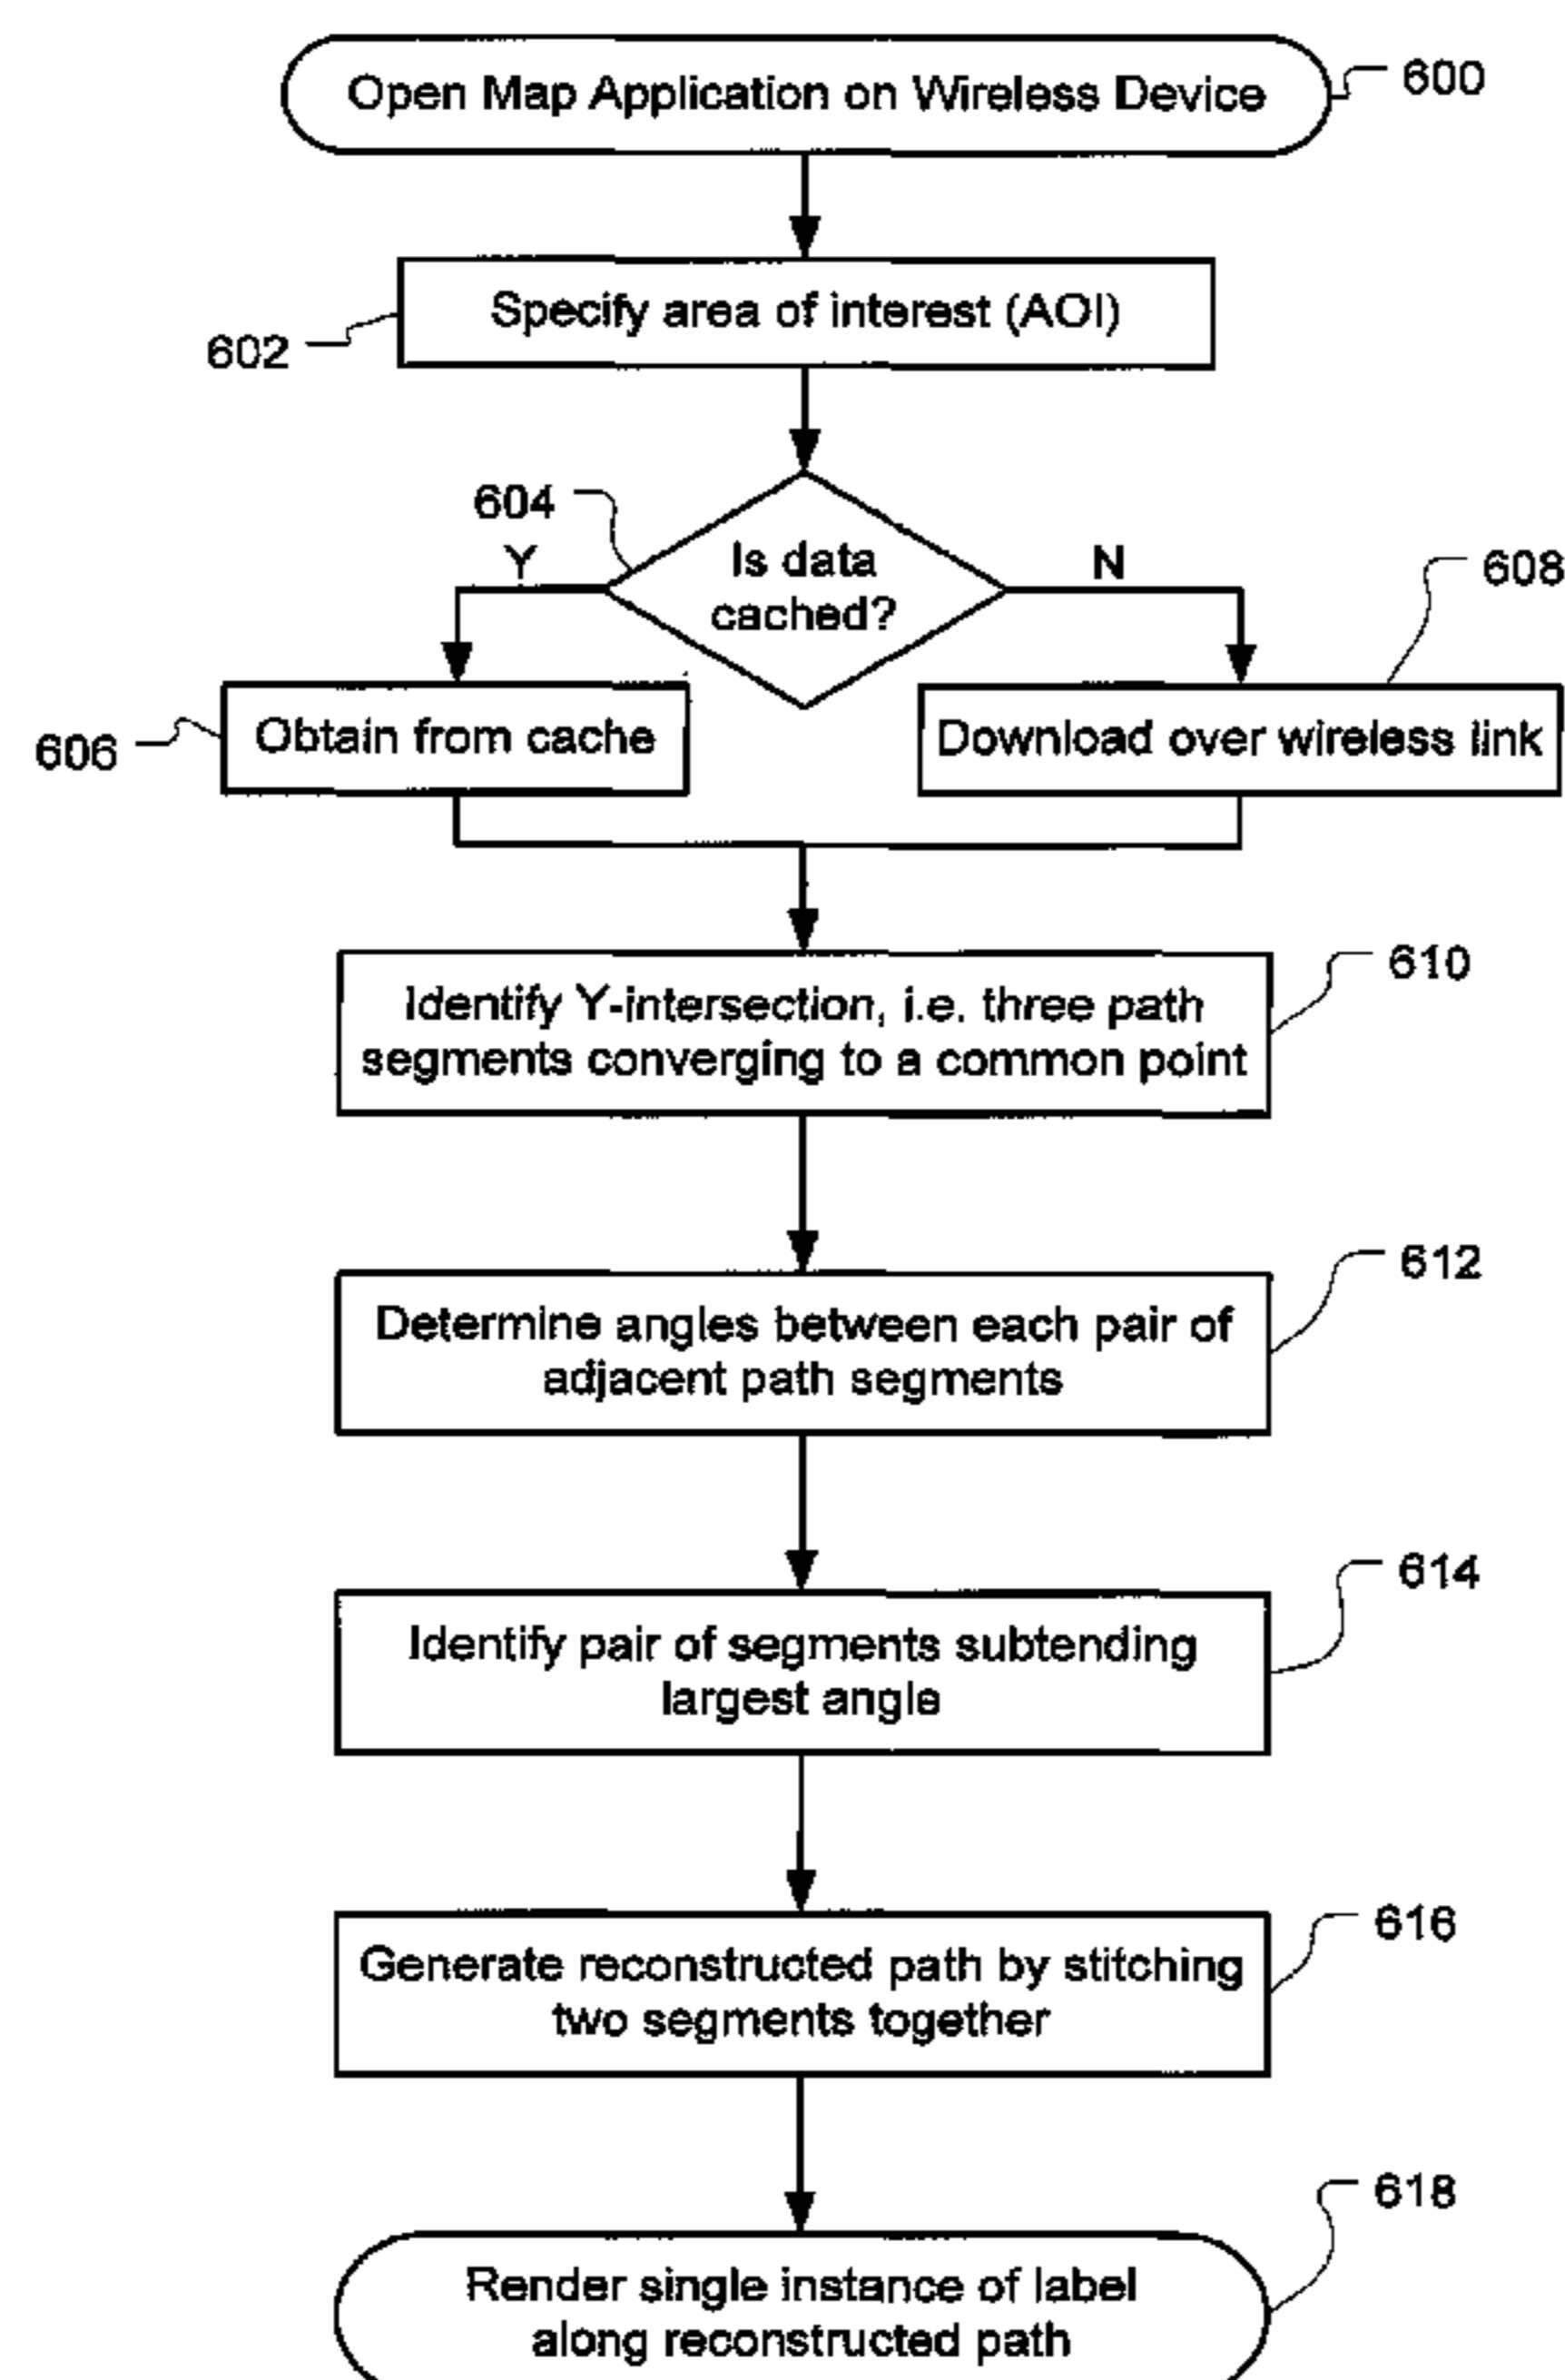 Open Map Application on Wireless Device
600
Specify area of interest (AOI)
602
604
Is data
cached?
Y
N
608
606
Obtain from cache
Download over wireless link
610
Identify Y-intersection, i.e. three path
segments converging to a common point
612
Determine angles between each pair of
adjacent path segments
614
Identify pair of segments subtending
largest angle
616
Generate reconstructed path by stitching
two segments together
618
Render single instance of label
along reconstructed path